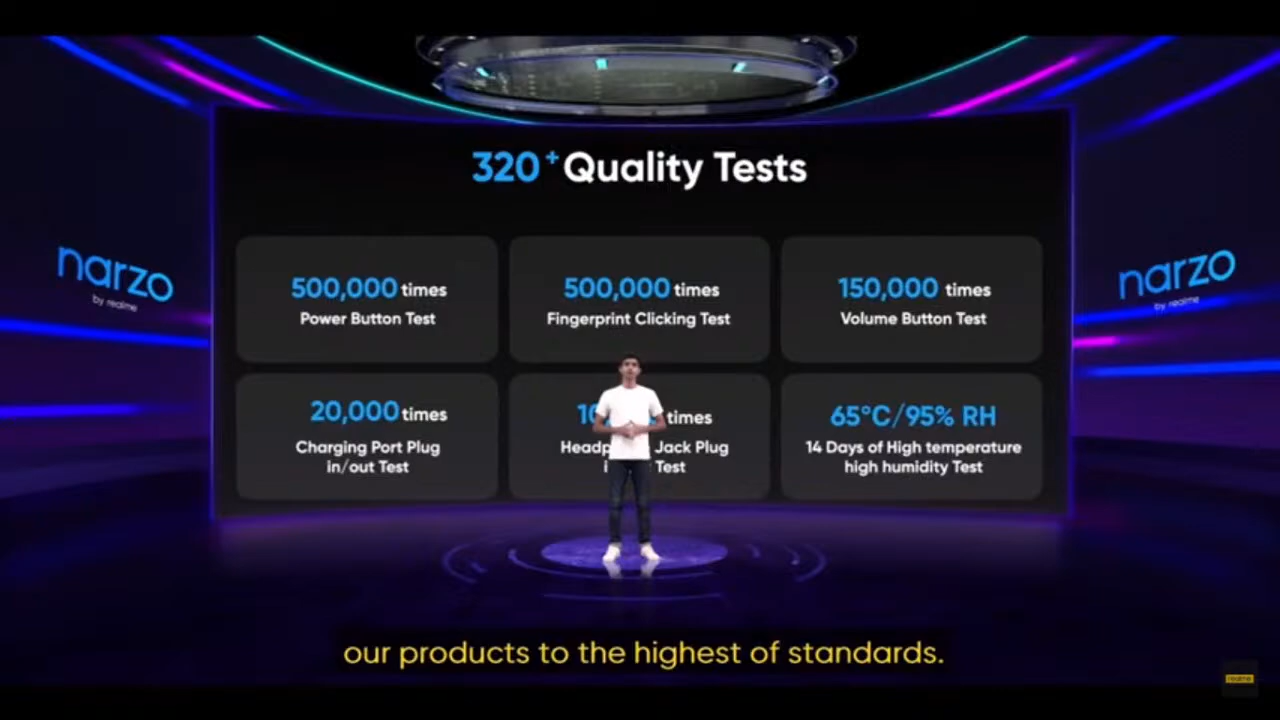 320+ Quality Tests
narzo
by realme
narzo
by realme
500,000 times
Power Button Test
500,000 times
Fingerprint Clicking Test
150,000 times
Volume Button Test
20,000 times
Charging Port Plug
in/out Test
times
Jack Plug
Test
65°C/95% RH
14 Days of High temperature
high humidity Test
our products to the highest of standards.
realme